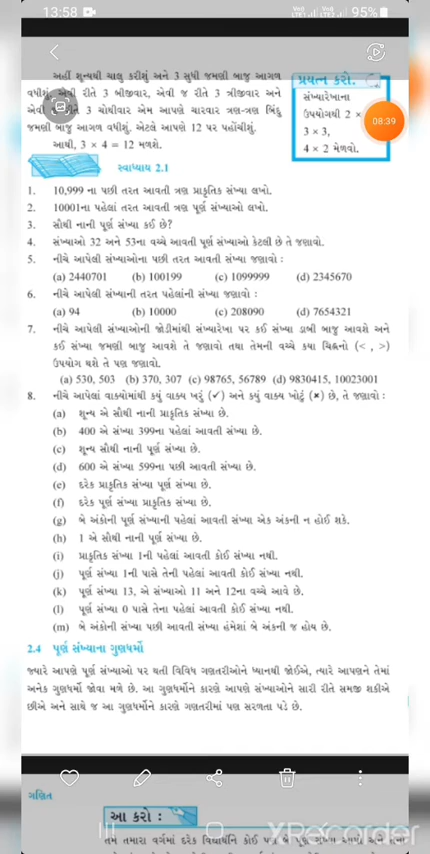 13:58
95%
અહીં શૂન્યથી ચાલુ કરીશું અને 3 સુધી જમણી બાજુ આગળ
વધીશું. એવી રીતે 3 બીજીવાર, એવી જ રીતે 3 ત્રીજીવાર અને
એવી રીતે 3 ચોથીવાર એમ આપણે ચારવાર ત્રણ-ત્રણ બિંદુ
જમણી બાજુ આગળ વધીશું. એટલે આપણે 12 પર પહોંચીશું.
આથી, 3 × 4 = 12 મળશે.
પ્રયત્ન કરો.
સંખ્યારેખાના
ઉપયોગથી 2 ×
3 × 3,
4 × 2 મેળવો.
08:39
સ્વાધ્યાય 2.1
1. 10,999 ના પછી તરત આવતી ત્રણ પ્રાકૃતિક સંખ્યા લખો.
2. 10001ના પહેલાં તરત આવતી ત્રણ પૂર્ણ સંખ્યાઓ લખો.
3. સૌથી નાની પૂર્ણ સંખ્યા કઈ છે?
4. સંખ્યાઓ 32 અને 53ના વચ્ચે આવતી પૂર્ણ સંખ્યાઓ કેટલી છે તે જણાવો.
5. નીચે આપેલી સંખ્યાઓના પછી તરત આવતી સંખ્યા જણાવો :
(a) 2440701 (b) 100199 (c) 1099999 (d) 2345670
6. નીચે આપેલી સંખ્યાની તરત પહેલાંની સંખ્યા જણાવો :
(a) 94 (b) 10000 (c) 208090 (d) 7654321
7. નીચે આપેલી સંખ્યાઓની જોડીમાંથી સંખ્યારેખા પર કઈ સંખ્યા ડાબી બાજુ આવશે અને
કઈ સંખ્યા જમણી બાજુ આવશે તે જણાવો તથા તેમની વચ્ચે કયા ચિહ્નનો (< , >)
ઉપયોગ થશે તે પણ જણાવો.
(a) 530, 503 (b) 370, 307 (c) 98765, 56789 (d) 9830415, 10023001
8. નીચે આપેલાં વાક્યોમાંથી કયું વાક્ય ખરું (✓) અને કયું વાક્ય ખોટું (×) છે, તે જણાવો :
(a) શૂન્ય એ સૌથી નાની પ્રાકૃતિક સંખ્યા છે.
(b) 400 એ સંખ્યા 399ના પહેલાં આવતી સંખ્યા છે.
(c) શૂન્ય સૌથી નાની પૂર્ણ સંખ્યા છે.
(d) 600 એ સંખ્યા 599ના પછી આવતી સંખ્યા છે.
(e) દરેક પ્રાકૃતિક સંખ્યા પૂર્ણ સંખ્યા છે.
(f) દરેક પૂર્ણ સંખ્યા પ્રાકૃતિક સંખ્યા છે.
(g) બે અંકોની પૂર્ણ સંખ્યાની પહેલાં આવતી સંખ્યા એક અંકની ન હોઈ શકે.
(h) 1 એ સૌથી નાની પૂર્ણ સંખ્યા છે.
(i) પ્રાકૃતિક સંખ્યા 1ની પહેલાં આવતી કોઈ સંખ્યા નથી.
(j) પૂર્ણ સંખ્યા 1ની પાસે તેની પહેલાં આવતી કોઈ સંખ્યા નથી.
(k) પૂર્ણ સંખ્યા 13, એ સંખ્યાઓ 11 અને 12ના વચ્ચે આવે છે.
(l) પૂર્ણ સંખ્યા 0 પાસે તેના પહેલાં આવતી કોઈ સંખ્યા નથી.
(m) બે અંકોની સંખ્યા પછી આવતી સંખ્યા હંમેશાં બે અંકની જ હોય છે.
2.4 પૂર્ણ સંખ્યાના ગુણધર્મો
જ્યારે આપણે પૂર્ણ સંખ્યાઓ પર થતી વિવિધ ગણતરીઓને ધ્યાનથી જોઈએ, ત્યારે આપણને તેમાં
અનેક ગુણધર્મો જોવા મળે છે. આ ગુણધર્મોને કારણે આપણે સંખ્યાઓને સારી રીતે સમજી શકીએ
છીએ અને સાથે જ આ ગુણધર્મોને કારણે ગણતરીમાં પણ સરળતા પડે છે.
ગણિત
આ કરો :
તમે તમારા વર્ગમાં દરેક વિદ્યાર્થીને કોઈ પણ બે પૂર્ણ
XRecorder